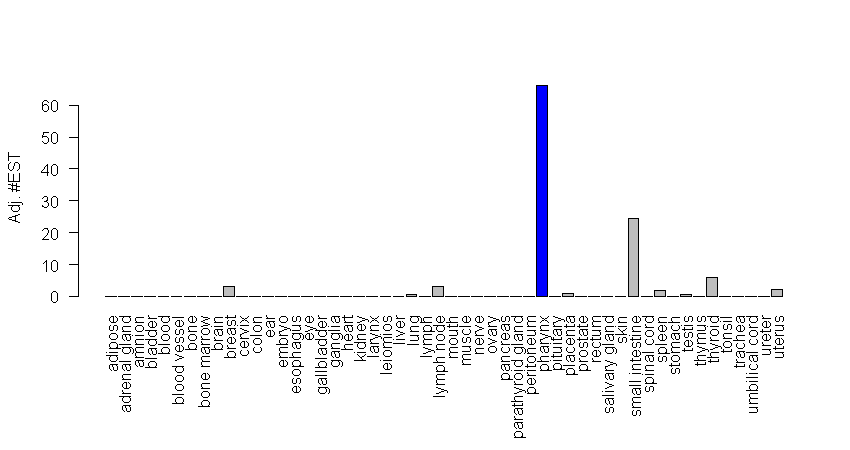 Adj. #EST
60
50
40
30
20
10
0
adipose
adrenal gland
amnion
bladder
blood
blood vessel
bone
bone marrow
brain
breast
cervix
colon
ear
embryo
esophagus
eye
gallbladder
ganglia
heart
kidney
larynx
leiomios
liver
lung
lymph
lymph node
mouth
muscle
nerve
ovary
pancreas
parathyroid gland
peritoneum
pharynx
pituitary
placenta
prostate
rectum
salivary gland
skin
small intestine
spinal cord
spleen
stomach
testis
thymus
thyroid
tonsil
trachea
umbilical cord
ureter
uterus